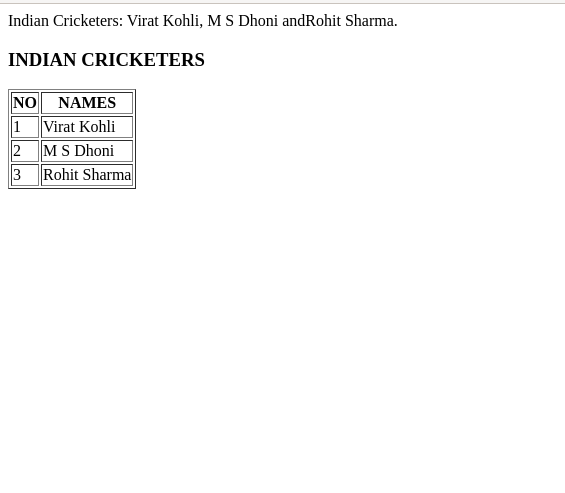 Indian Cricketers: Virat Kohli, M S Dhoni andRohit Sharma.
INDIAN CRICKETERS
NO NAMES
1 Virat Kohli
2 M S Dhoni
3 Rohit Sharma